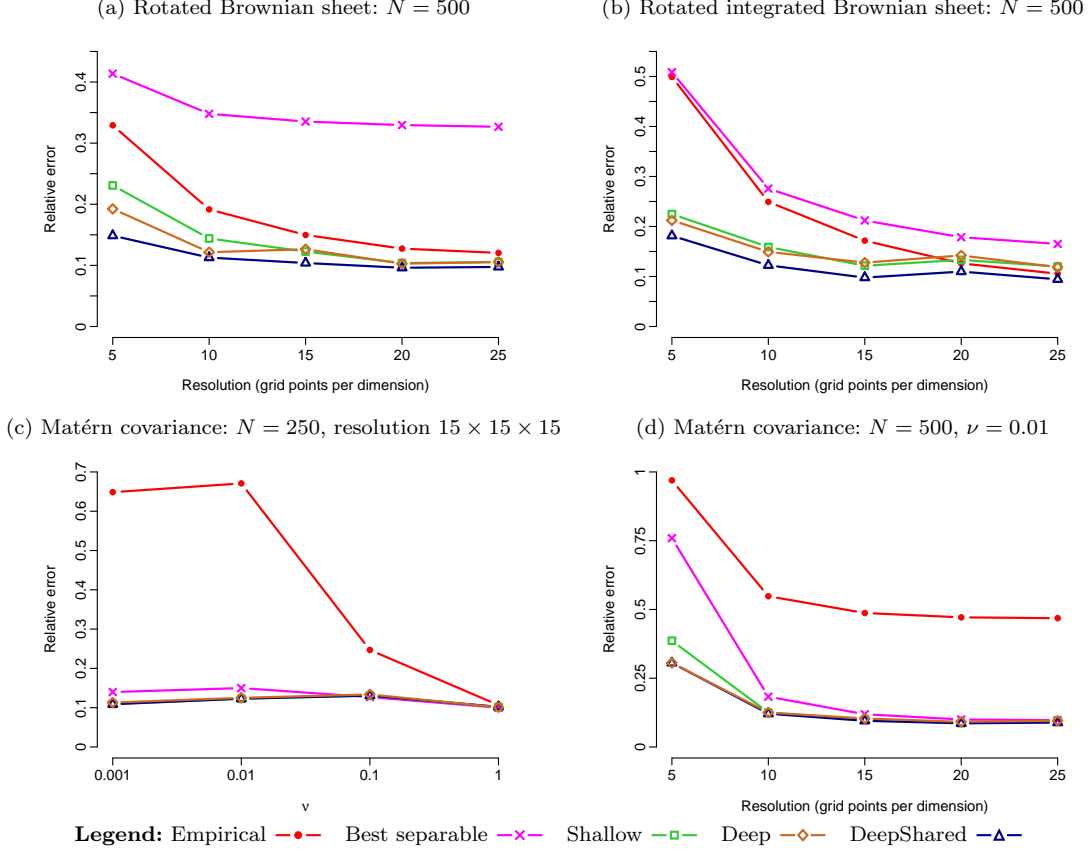 (a) Rotated Brownian sheet: N = 500
Relative error
0 0.1 0.2 0.3 0.4
5 10 15 20 25
Resolution (grid points per dimension)
(b) Rotated integrated Brownian sheet: N = 500
Relative error
0 0.1 0.2 0.3 0.4 0.5
5 10 15 20 25
Resolution (grid points per dimension)
(c) Matérn covariance: N = 250, resolution 15 × 15 × 15
Relative error
0 0.1 0.2 0.3 0.4 0.5 0.6 0.7
0.001 0.01 0.1 1
ν
(d) Matérn covariance: N = 500, ν = 0.01
Relative error
0 0.25 0.5 0.75 1
5 10 15 20 25
Resolution (grid points per dimension)
Legend: Empirical Best separable Shallow Deep DeepShared